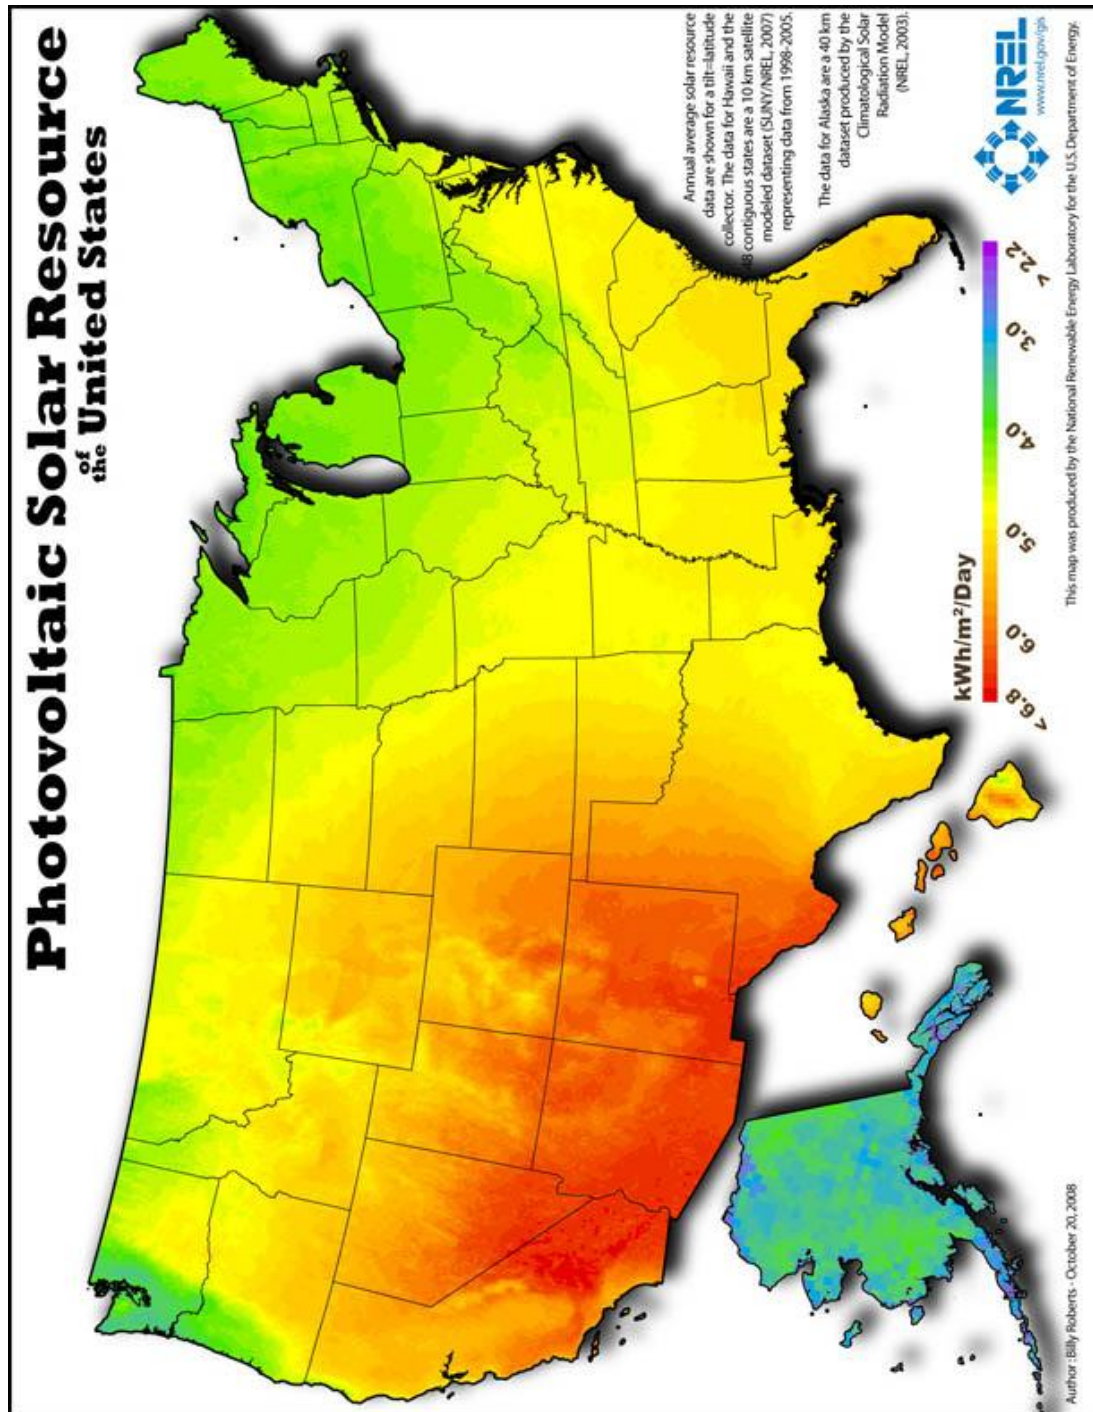 Photovoltaic Solar Resource
of
the United States
Annual average solar resource
data are shown for a tilt=latitude
collector. The data for Hawaii and the
48 contiguous states are a 10 km satellite
modeled dataset (SUNY/NREL, 2007)
representing data from 1998-2005.
The data for Alaska are a 40 km
dataset produced by the
Climatological Solar
Radiation Model
(NREL, 2003).
kWh/m²/Day
< 6.8
6.0
5.0
4.0
3.0
> 2.2
NREL
www.nrel.gov/gis
Author : Billy Roberts - October 20, 2008
This map was produced by the National Renewable Energy Laboratory for the U.S. Department of Energy.